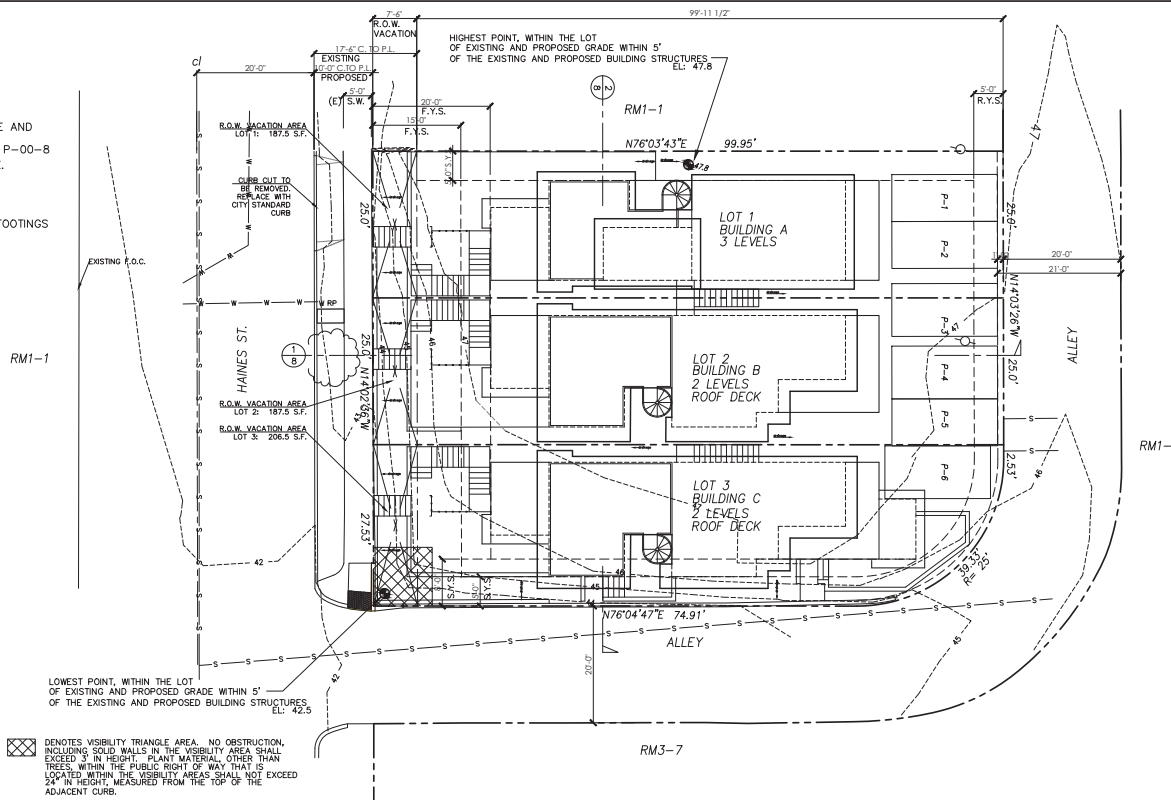 7'-6"
R.O.W.
VACATION
99'-11 1/2"
17'-6" C.TO P.L.
EXISTING
10'-0" C.TO P.L
PROPOSED
cl
20'-0"
5'-0"
(E) S.W.
20'-0"
F.Y.S.
15'-0"
F.Y.S.
HIGHEST POINT, WITHIN THE LOT
OF EXISTING AND PROPOSED GRADE WITHIN 5'
OF THE EXISTING AND PROPOSED BUILDING STRUCTURES
EL: 47.8
2
8
RM1-1
5'-0"
R.Y.S.
47
E AND
P-00-8
E.
OOTINGS
R.O.W. VACATION AREA
LOT 1: 187.5 S.F.
N76°03'43"E 99.95'
47.8
CURB CUT TO
BE REMOVED.
REPLACE WITH
CITY STANDARD
CURB
25.0'
LOT 1
BUILDING A
3 LEVELS
P-1
P-2
25.0'
20'-0"
21'-0"
EXISTING F.O.C.
W W W W RP
P-3
47
N14°03'26"W
RM1-1
HAINES ST.
1
8
25.0'
N14°02'56"W
46
47
LOT 2
BUILDING B
2 LEVELS
ROOF DECK
P-4
25.0'
ALLEY
R.O.W. VACATION AREA
LOT 2: 187.5 S.F.
43
R.O.W. VACATION AREA
LOT 3: 206.5 S.F.
P-5
S
RM1-
P-6
2.53'
S
46
27.53'
LOT 3
BUILDING C
2 LEVELS
ROOF DECK
42
S.Y.S.
S.Y.S.
46
45
39.33'
R= 25'
N76°04'47"E 74.91'
ALLEY
45
20'-0"
42
LOWEST POINT, WITHIN THE LOT
OF EXISTING AND PROPOSED GRADE WITHIN 5'
OF THE EXISTING AND PROPOSED BUILDING STRUCTURES
EL: 42.5
DENOTES VISIBILITY TRIANGLE AREA. NO OBSTRUCTION,
INCLUDING SOLID WALLS IN THE VISIBILITY AREA SHALL
EXCEED 3' IN HEIGHT. PLANT MATERIAL, OTHER THAN
TREES, WITHIN THE PUBLIC RIGHT OF WAY THAT IS
LOCATED WITHIN THE VISIBILITY AREAS SHALL NOT EXCEED
24" IN HEIGHT, MEASURED FROM THE TOP OF THE
ADJACENT CURB.
RM3-7